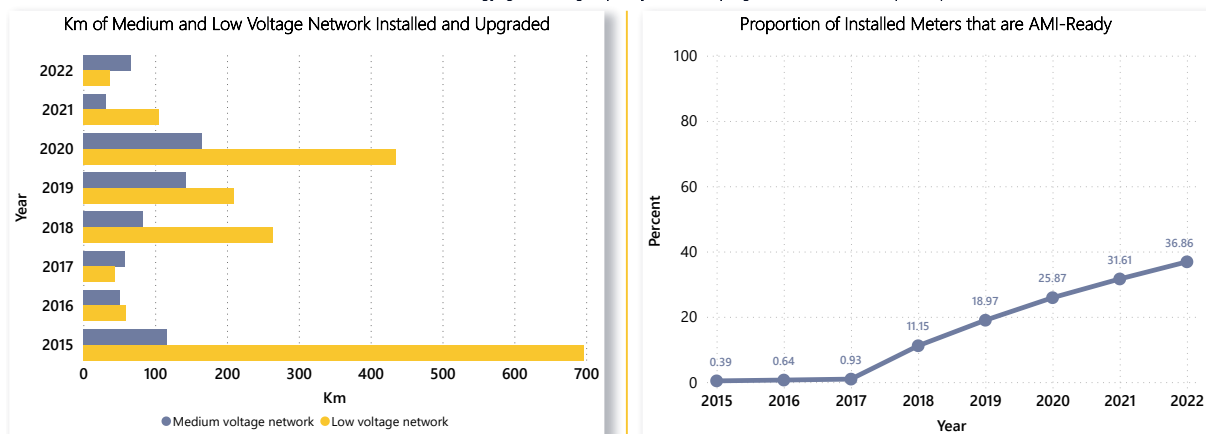 Km of Medium and Low Voltage Network Installed and Upgraded
2022
2021
2020
2019
2018
2017
2016
2015
Year
0 100 200 300 400 500 600 700
Km
Medium voltage network Low voltage network
Proportion of Installed Meters that are AMI-Ready
100
80
60
40
20
0
Percent
0.39 0.64 0.93 11.15 18.97 25.87 31.61 36.86
2015 2016 2017 2018 2019 2020 2021 2022
Year